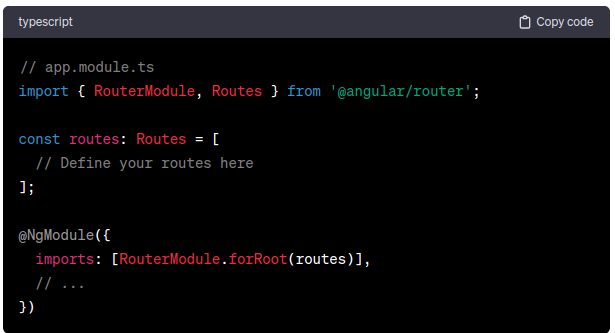 typescript
Copy code
// app.module.ts
import { RouterModule, Routes } from '@angular/router';
const routes: Routes = [
// Define your routes here
];
@NgModule({
imports: [RouterModule.forRoot(routes)],
// ...
})